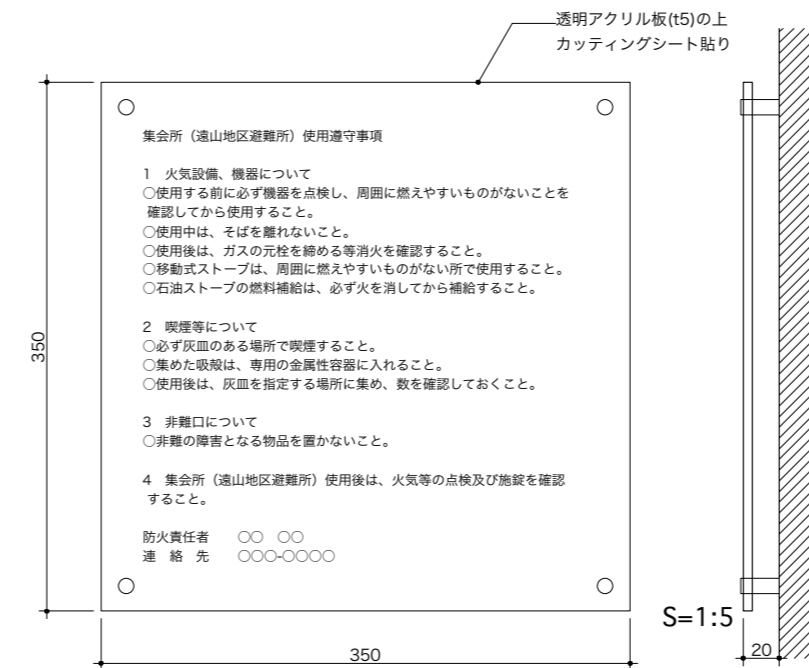 透明アクリル板(t5)の上
カッティングシート貼り
集会所（遠山地区避難所）使用遵守事項
1　火気設備、機器について
○使用する前に必ず機器を点検し、周囲に燃えやすいものがないことを
確認してから使用すること。
○使用中は、そばを離れないこと。
○使用後は、ガスの元栓を締める等消火を確認すること。
○移動式ストーブは、周囲に燃えやすいものがない所で使用すること。
○石油ストーブの燃料補給は、必ず火を消してから補給すること。
2　喫煙等について
○必ず灰皿のある場所で喫煙すること。
○集めた吸殻は、専用の金属性容器に入れること。
○使用後は、灰皿を指定する場所に集め、数を確認しておくこと。
3　非難口について
○非難の障害となる物品を置かないこと。
4　集会所（遠山地区避難所）使用後は、火気等の点検及び施錠を確認
すること。
防火責任者　　○○　○○
連　絡　先　　○○○-○○○○
350
S=1:5
350
20